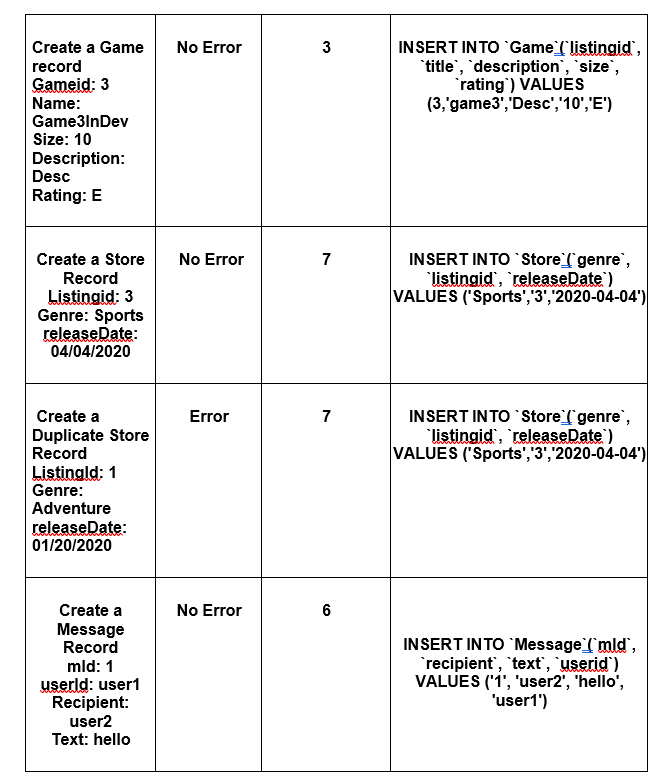 Create a Game
record
Gameid: 3
Name:
Game3InDev
Size: 10
Description:
Desc
Rating: E
No Error
3
INSERT INTO `Game`(`listingid`,
`title`, `description`, `size`,
`rating`) VALUES
(3,'game3','Desc','10','E')
Create a Store
Record
Listingid: 3
Genre: Sports
releaseDate:
04/04/2020
No Error
7
INSERT INTO `Store`(`genre`,
`listingid`, `releaseDate`)
VALUES ('Sports','3','2020-04-04')
Create a
Duplicate Store
Record
ListingId: 1
Genre:
Adventure
releaseDate:
01/20/2020
Error
7
INSERT INTO `Store`(`genre`,
`listingid`, `releaseDate`)
VALUES ('Sports','3','2020-04-04')
Create a
Message
Record
mId: 1
userId: user1
Recipient:
user2
Text: hello
No Error
6
INSERT INTO `Message`(`mId`,
`recipient`, `text`, `userid`)
VALUES ('1', 'user2', 'hello',
'user1')